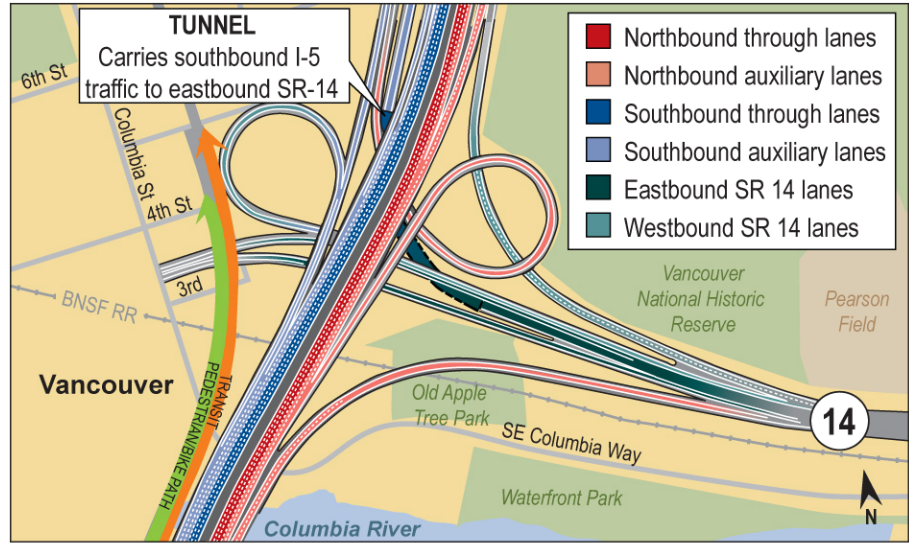 TUNNEL
Carries southbound I-5
traffic to eastbound SR-14
Northbound through lanes
Northbound auxiliary lanes
Southbound through lanes
Southbound auxiliary lanes
Eastbound SR 14 lanes
Westbound SR 14 lanes
6th St
Columbia St
4th St
3rd
BNSF RR
Vancouver
National Historic
Reserve
Pearson
Field
Vancouver
TRANSIT
PEDESTRIAN/BIKE PATH
Old Apple
Tree Park
14
SE Columbia Way
Waterfront Park
N
Columbia River